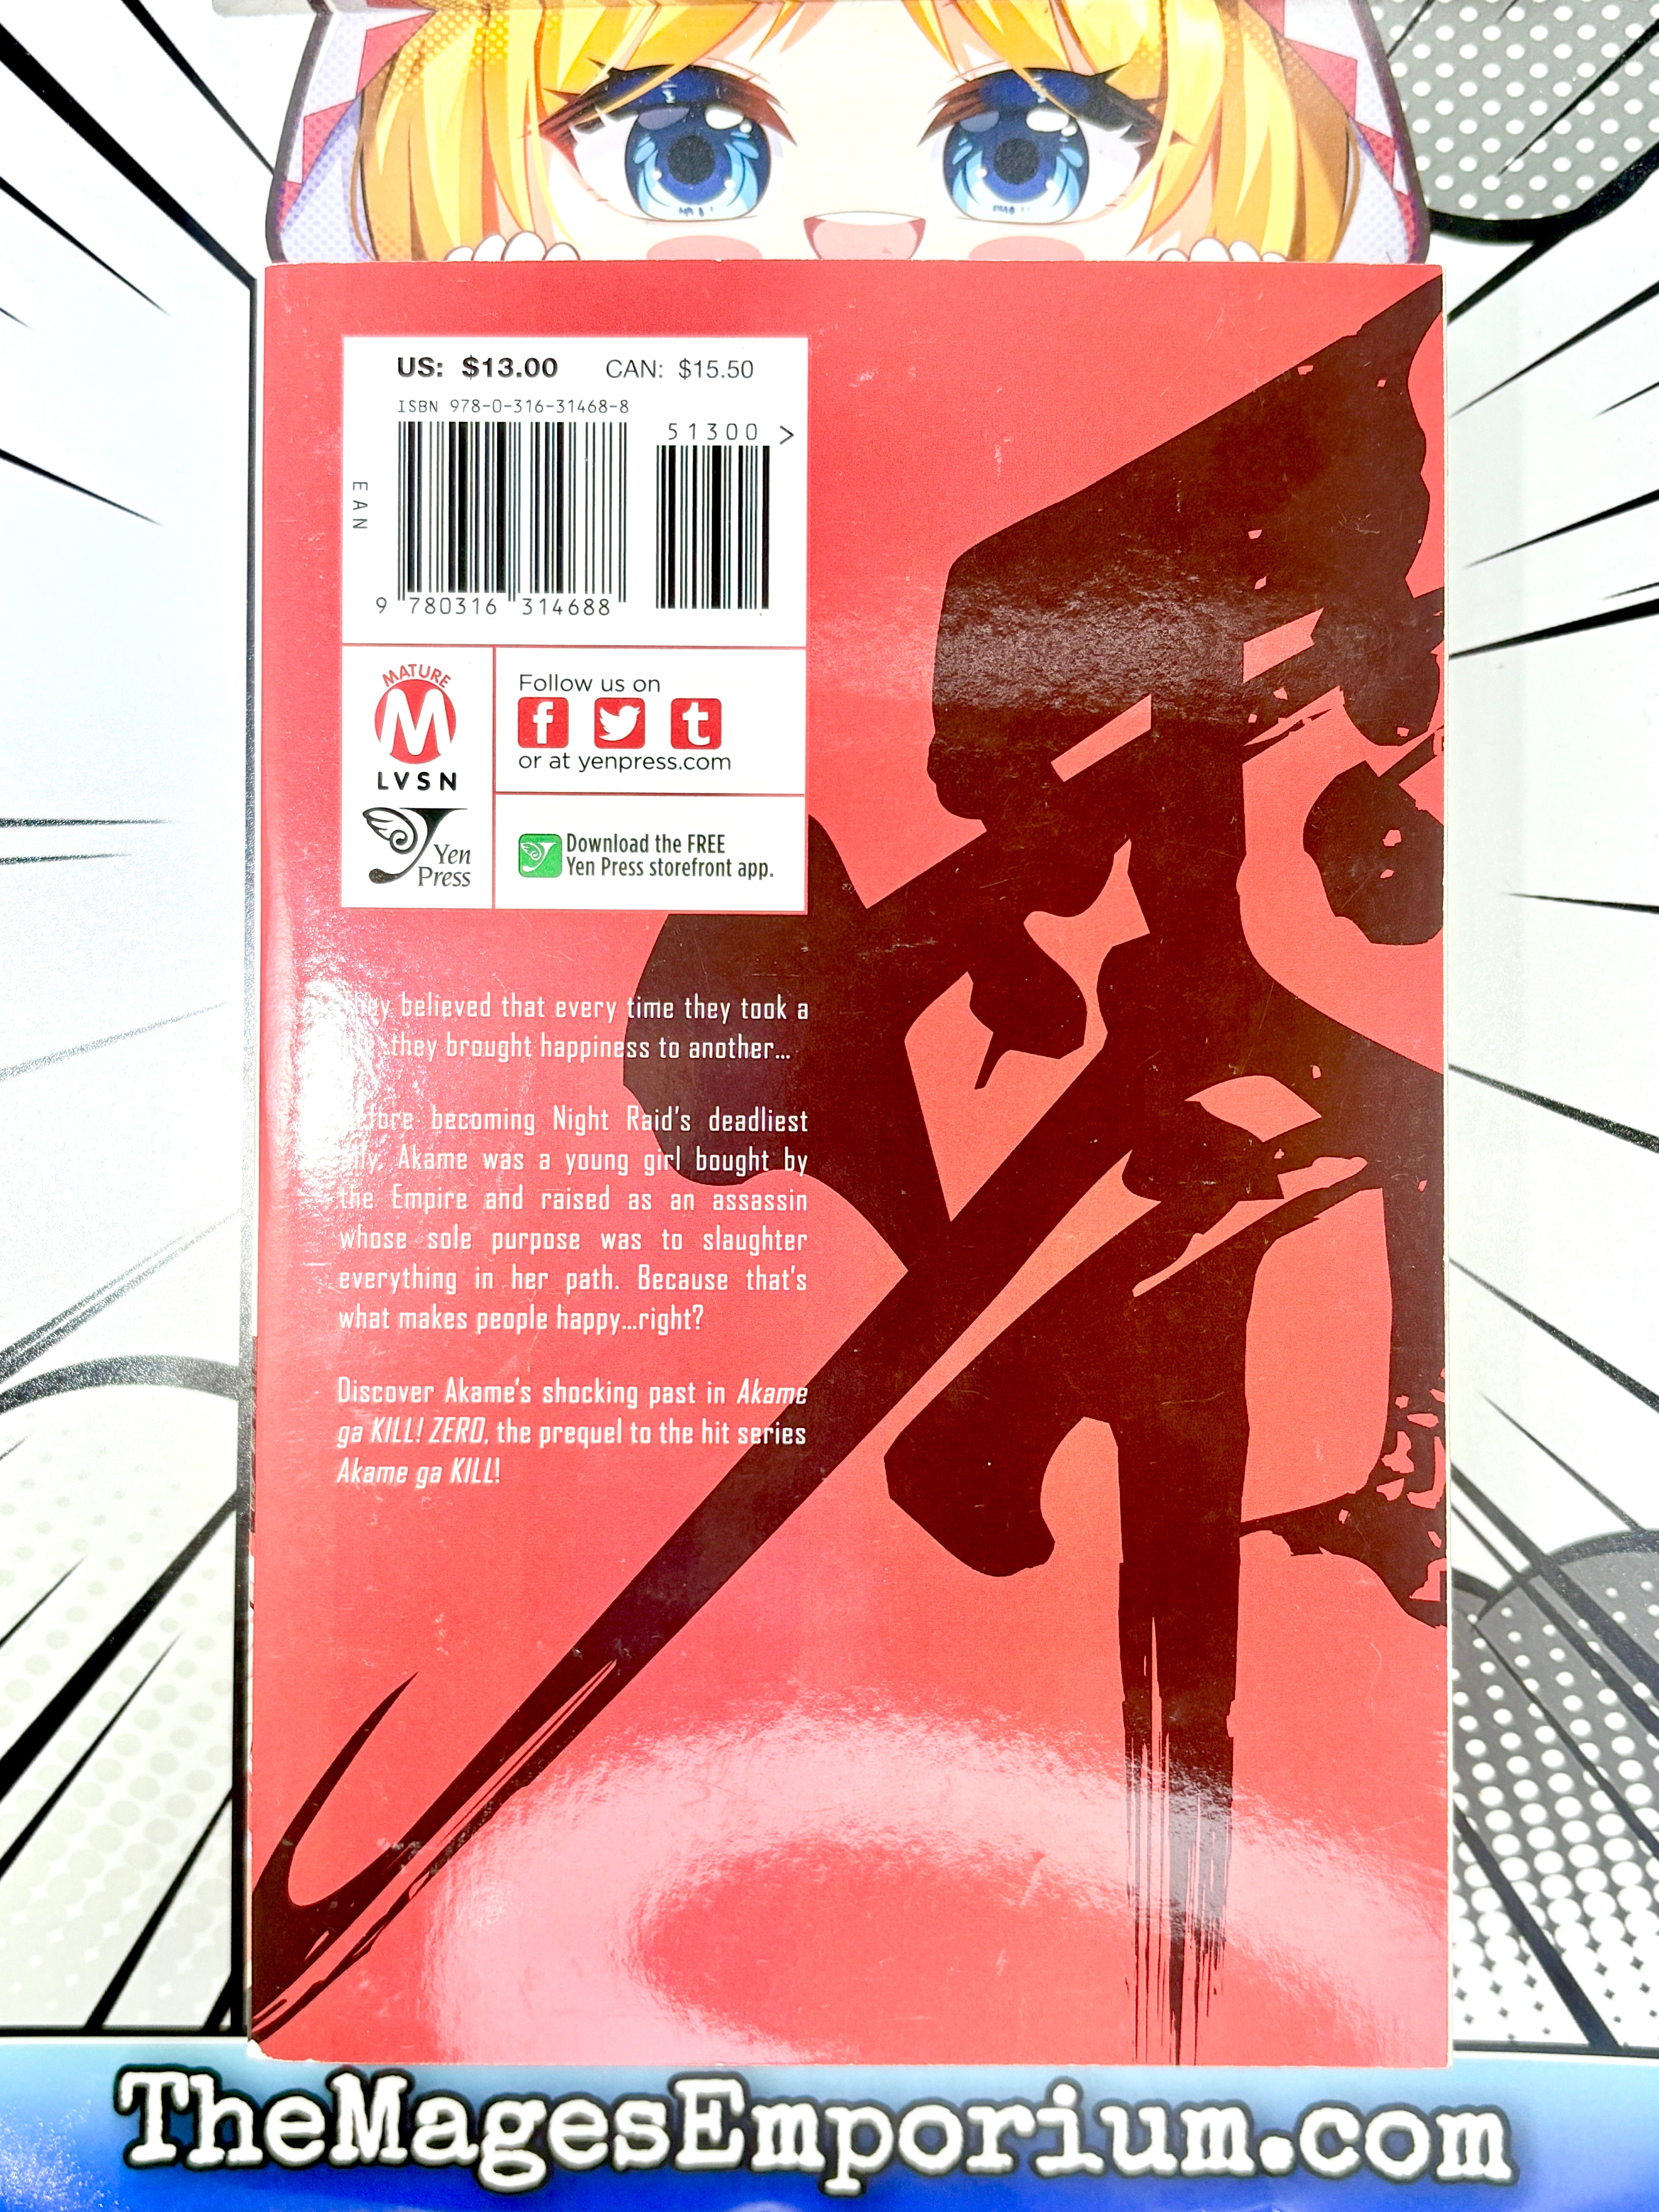 US: $13.00 CAN: $15.50
ISBN 978-0-316-31468-8
51300 >
EAN
9 780316 314688
MATURE
M
LVSN
Yen
Press
Follow us on
f t
or at yenpress.com
Download the FREE
Yen Press storefront app.
They believed that every time they took a
they brought happiness to another...
Before becoming Night Raid's deadliest
Akame was a young girl bought by
the Empire and raised as an assassin
whose sole purpose was to slaughter
everything in her path. Because that's
what makes people happy...right?
Discover Akame's shocking past in Akame
ga KILL! ZERO, the prequel to the hit series
Akame ga KILL!
TheMagesEmporium.com